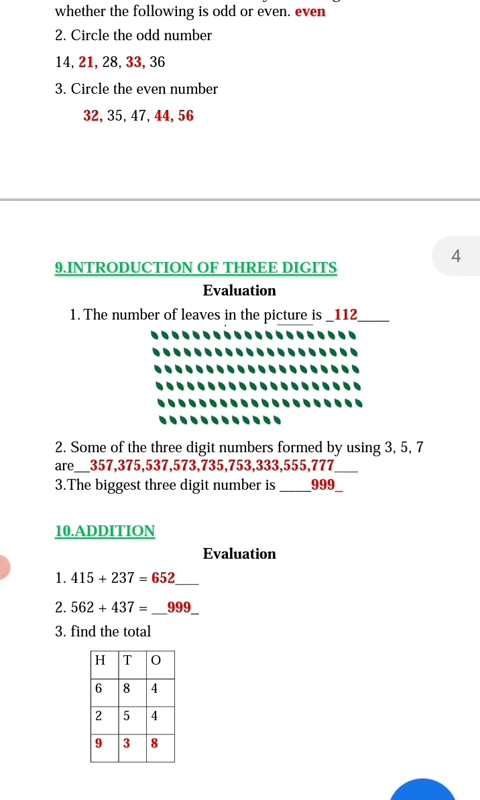 whether the following is odd or even. even
2. Circle the odd number
14, 21, 28, 33, 36
3. Circle the even number
32, 35, 47, 44, 56
4
9.INTRODUCTION OF THREE DIGITS
Evaluation
1. The number of leaves in the picture is _112____
2. Some of the three digit numbers formed by using 3, 5, 7
are__357,375,537,573,735,753,333,555,777___
3.The biggest three digit number is ____999_
10.ADDITION
Evaluation
1. 415 + 237 = 652___
2. 562 + 437 = __999_
3. find the total
H T O
6 8 4
2 5 4
9 3 8